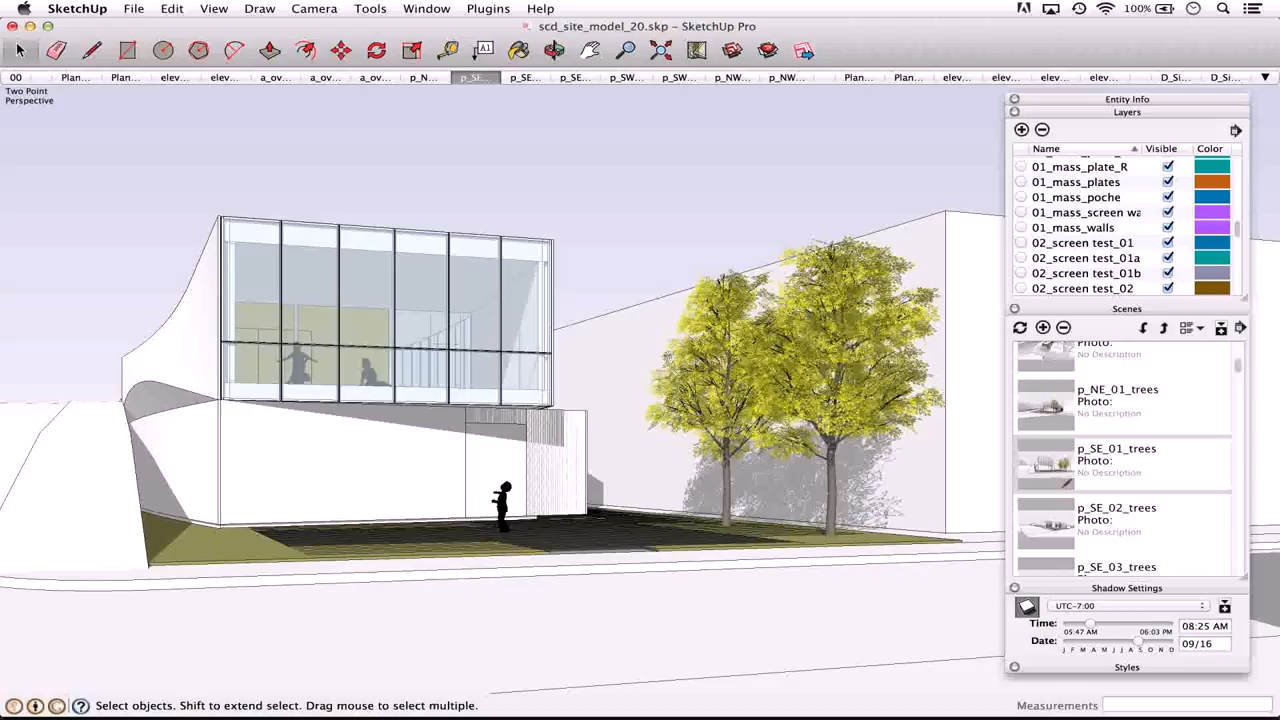 SketchUp File Edit View Draw Camera Tools Window Plugins Help 100%
scd_site_model_20.skp – SketchUp Pro
A1
00 Plan... Plan... elev... elev... a_ov... a_ov... a_ov... p_N... p_SE... p_SE... p_SE... p_SW... p_SW... p_NW... p_NW... Plan... Plan... elev... elev... elev... elev... D_Si... D_Si...
Two Point
Perspective
Entity Info
Layers
Name Visible Color
01_mass_plate_R
01_mass_plates
01_mass_poche
01_mass_screen wa
01_mass_walls
02_screen test_01
02_screen test_01a
02_screen test_01b
02_screen test_02
Scenes
Photo:
No Description
p_NE_01_trees
Photo:
No Description
p_SE_01_trees
Photo:
No Description
p_SE_02_trees
Photo:
No Description
p_SE_03_trees
Shadow Settings
UTC-7:00
Time: 05:47 AM 06:03 PM 08:25 AM
Date: J F M A M J J A S O N D 09/16
Styles
Select objects. Shift to extend select. Drag mouse to select multiple.
Measurements